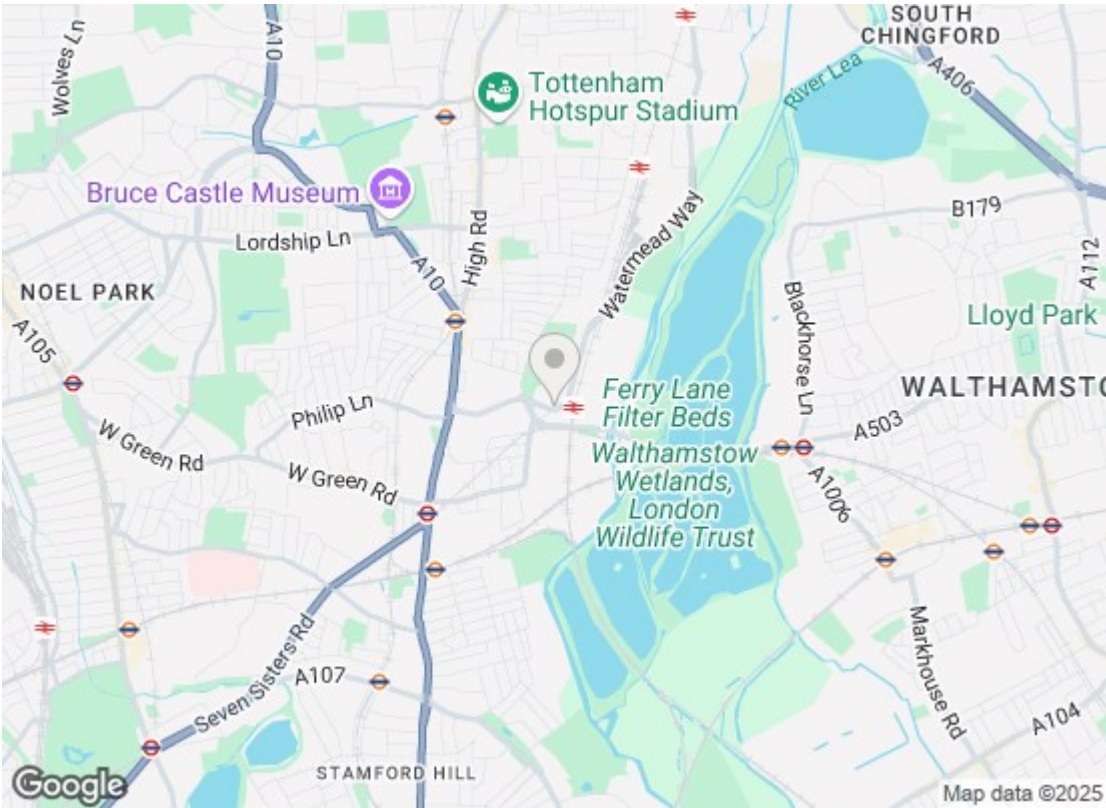 SOUTH
CHINGFORD
Wolves Ln
A10
A406
River Lea
Tottenham
Hotspur Stadium
Bruce Castle Museum
B179
Lordship Ln
High Rd
A10
Watermead Way
A112
NOEL PARK
Blackhorse Ln
Lloyd Park
A105
Ferry Lane
Filter Beds
WALTHAMSTO
Philip Ln
A503
W Green Rd
Walthamstow
Wetlands,
London
Wildlife Trust
W Green Rd
A1006
Markhouse Rd
Seven Sisters Rd
A107
A104
STAMFORD HILL
Google
Map data ©2025